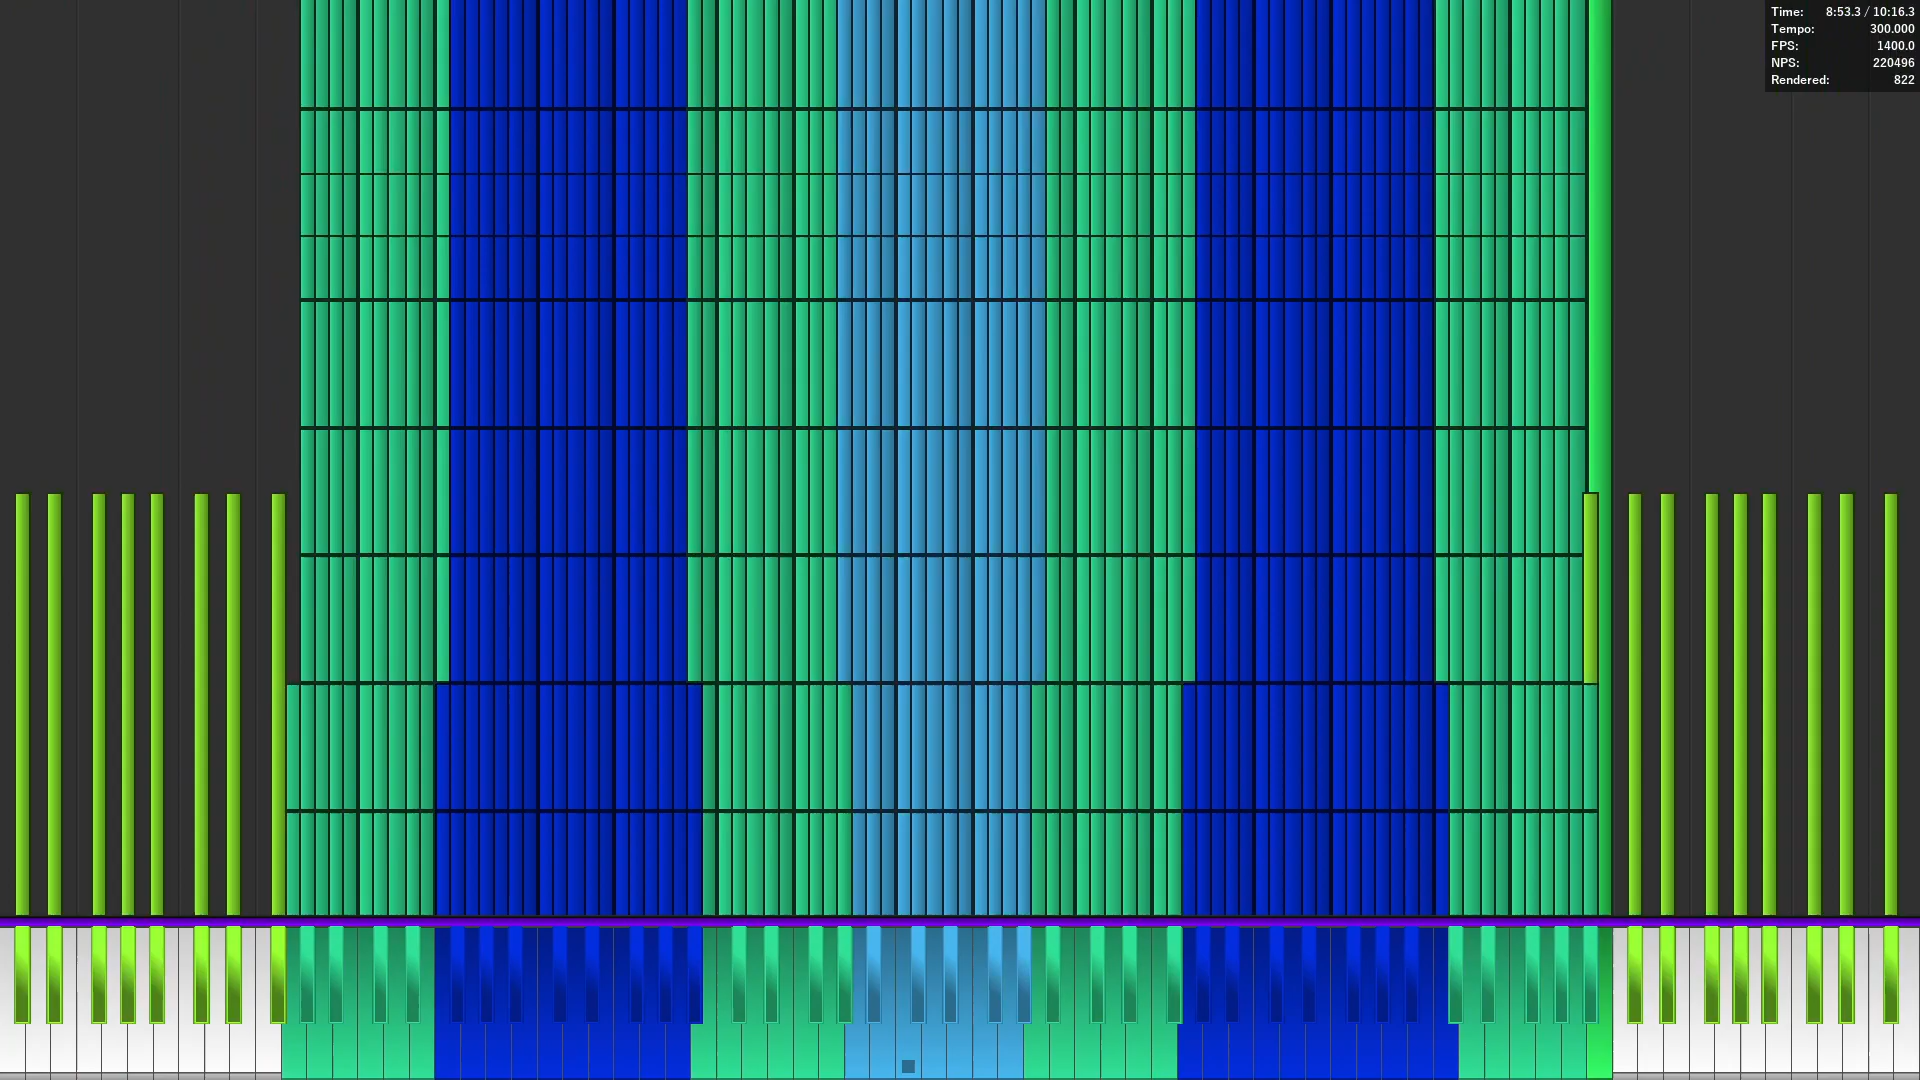 Time: 8:53.3 / 10:16.3
Tempo: 300.000
FPS: 1400.0
NPS: 220496
Rendered: 822